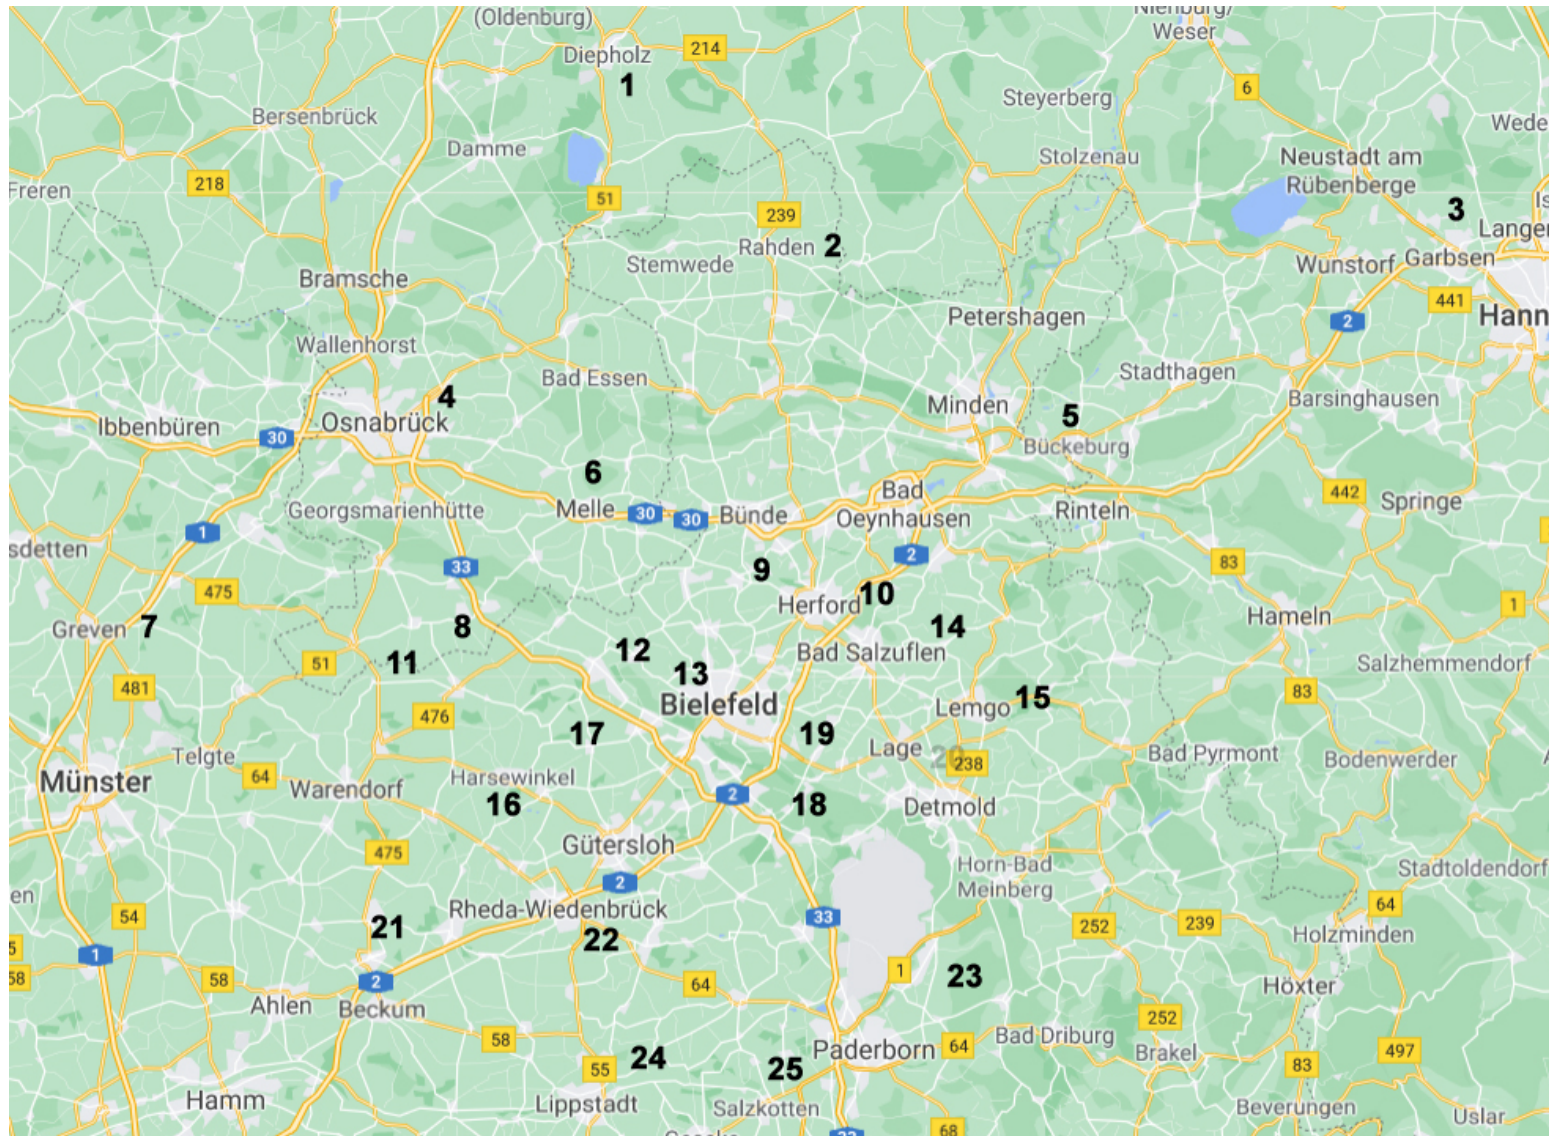 (Oldenburg)
Nienburg/
Weser
Diepholz
214
1
6
Steyerberg
Bersenbrück
Wede
Damme
Stolzenau
Neustadt am
Rübenberge
218
Freren
51
239
3
Is
Langen
2
Rahden
Stemwede
Wunstorf
Garbsen
Bramsche
441
Petershagen
2
Hann
Wallenhorst
Bad Essen
Stadthagen
4
Minden
5
Barsinghausen
Osnabrück
Ibbenbüren
30
Bückeburg
6
Bad
Oeynhausen
442
Springe
Melle
30
30
Bünde
Rinteln
Georgsmarienhütte
1
sdetten
2
33
9
83
475
10
Herford
1
Hameln
Greven
7
8
14
12
Bad Salzuflen
51
11
13
Salzhemmendorf
481
Bielefeld
15
Lemgo
83
476
17
19
Lage
20
238
Telgte
Bad Pyrmont
Bodenwerder
Münster
64
Warendorf
Harsewinkel
16
2
18
Detmold
Gütersloh
475
Horn-Bad
Meinberg
Stadtoldendorf
en
2
64
Rheda-Wiedenbrück
54
33
252
239
21
22
Holzminden
5
1
58
58
2
64
1
23
Höxter
Ahlen
Beckum
252
58
Bad Driburg
Paderborn
64
Brakel
497
24
55
25
83
Hamm
Lippstadt
Salzkotten
Beverungen
Uslar
68
33